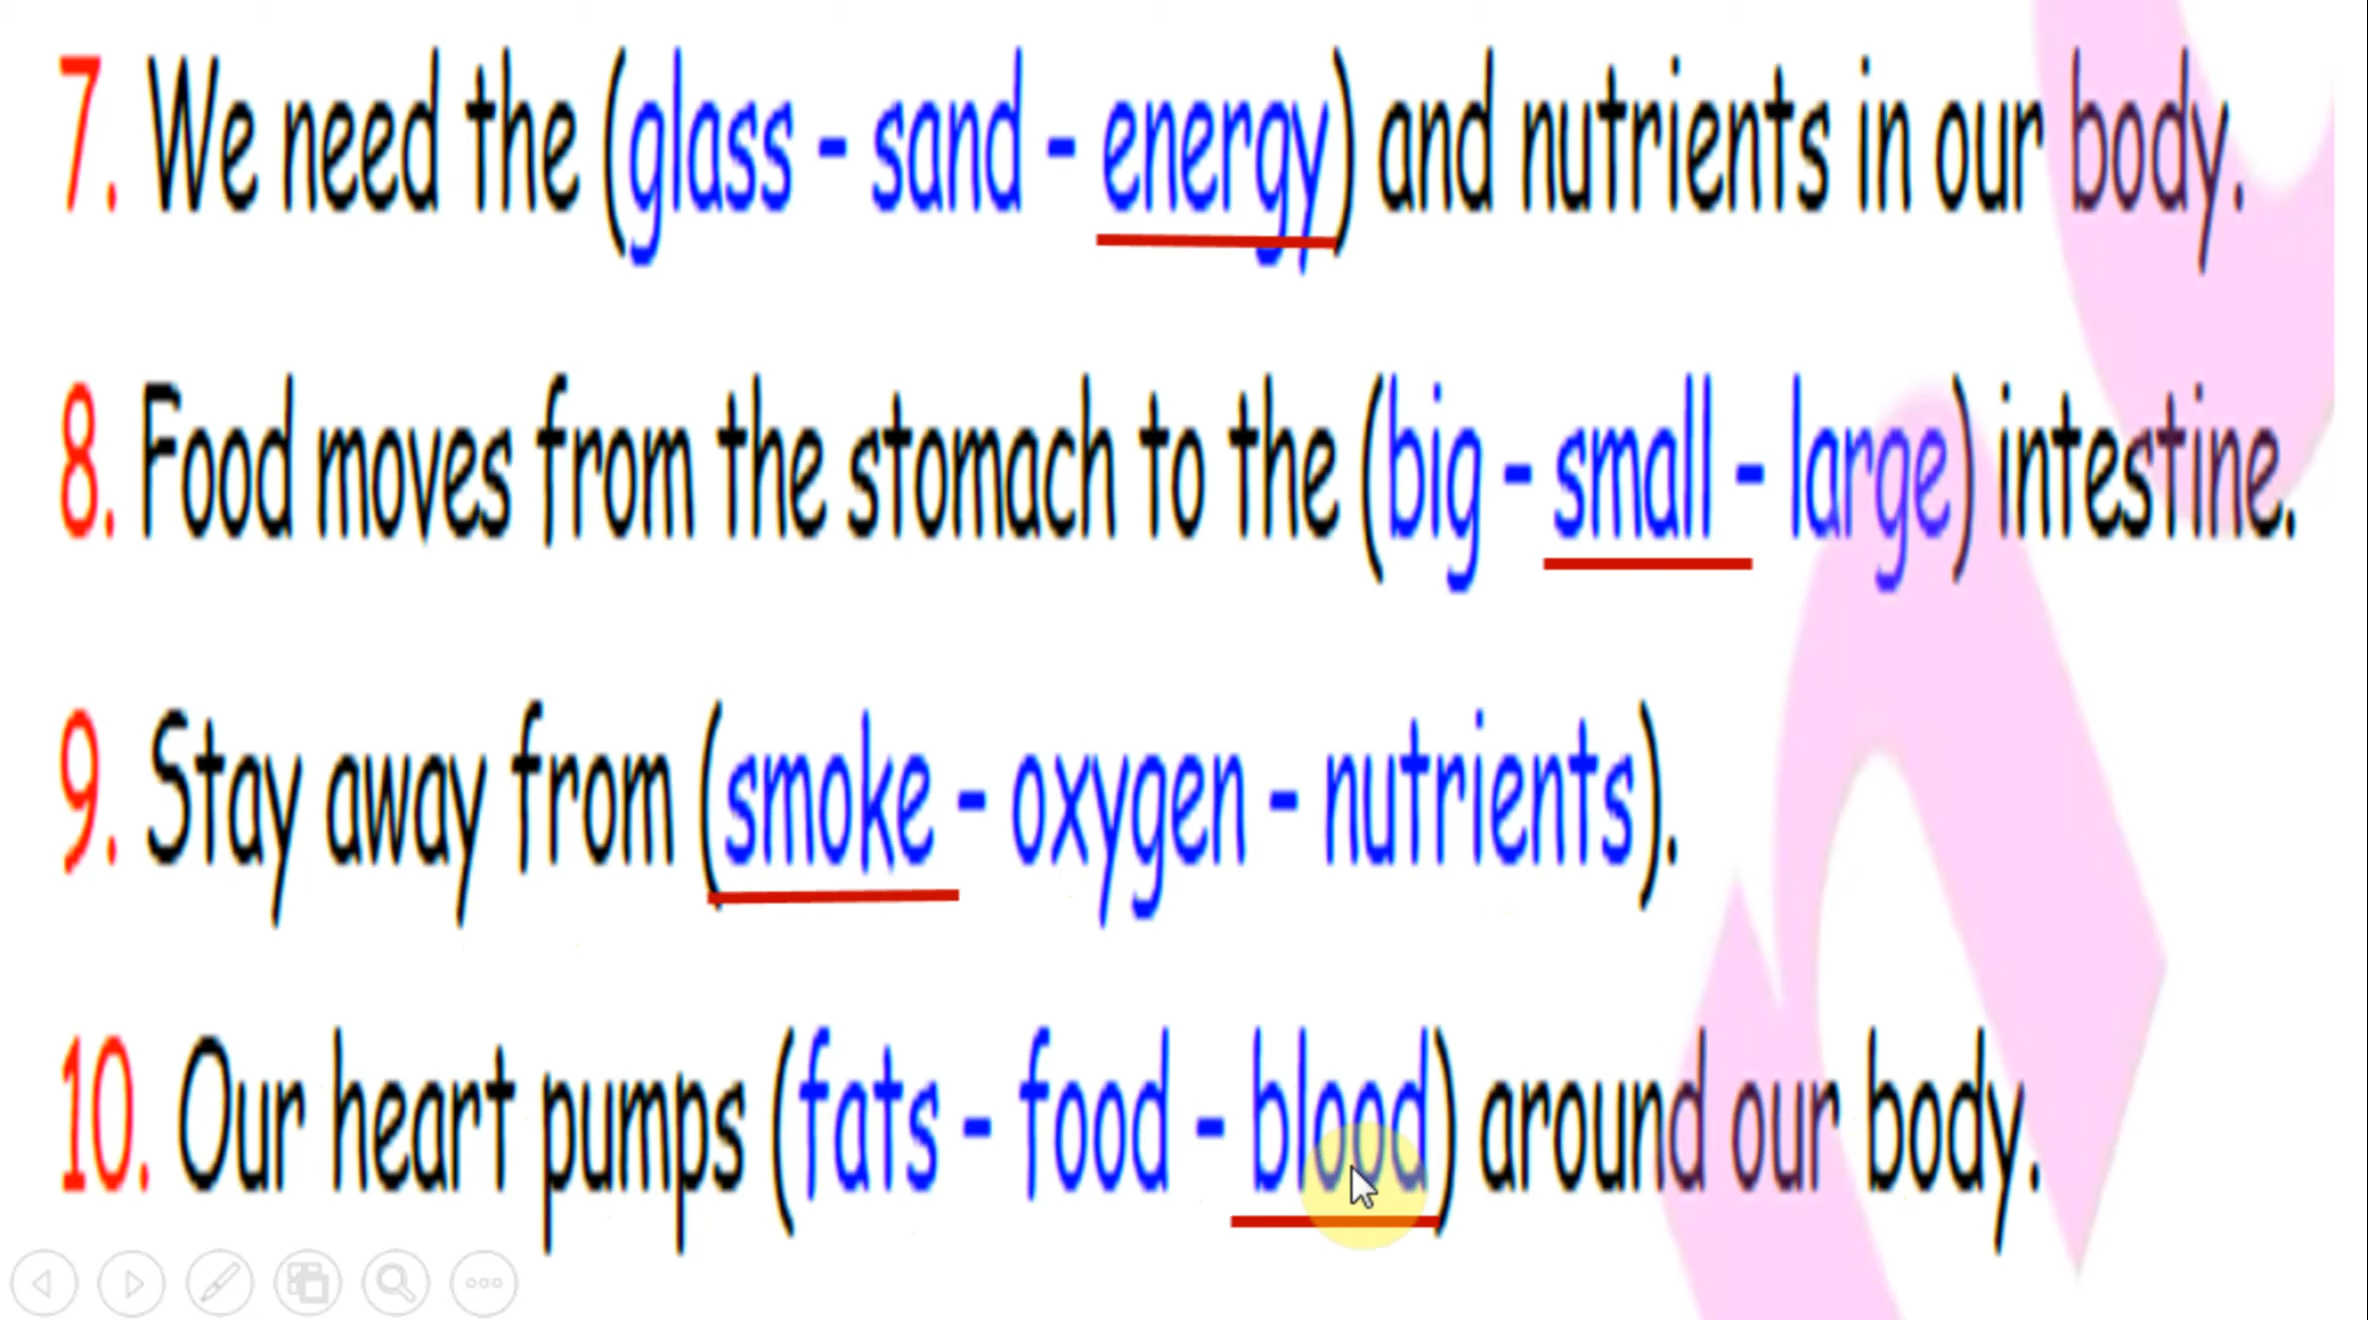 7. We need the (glass - sand - energy) and nutrients in our body.
8. Food moves from the stomach to the (big - small - large) intestine.
9. Stay away from (smoke - oxygen - nutrients).
10. Our heart pumps (fats - food - blood) around our body.